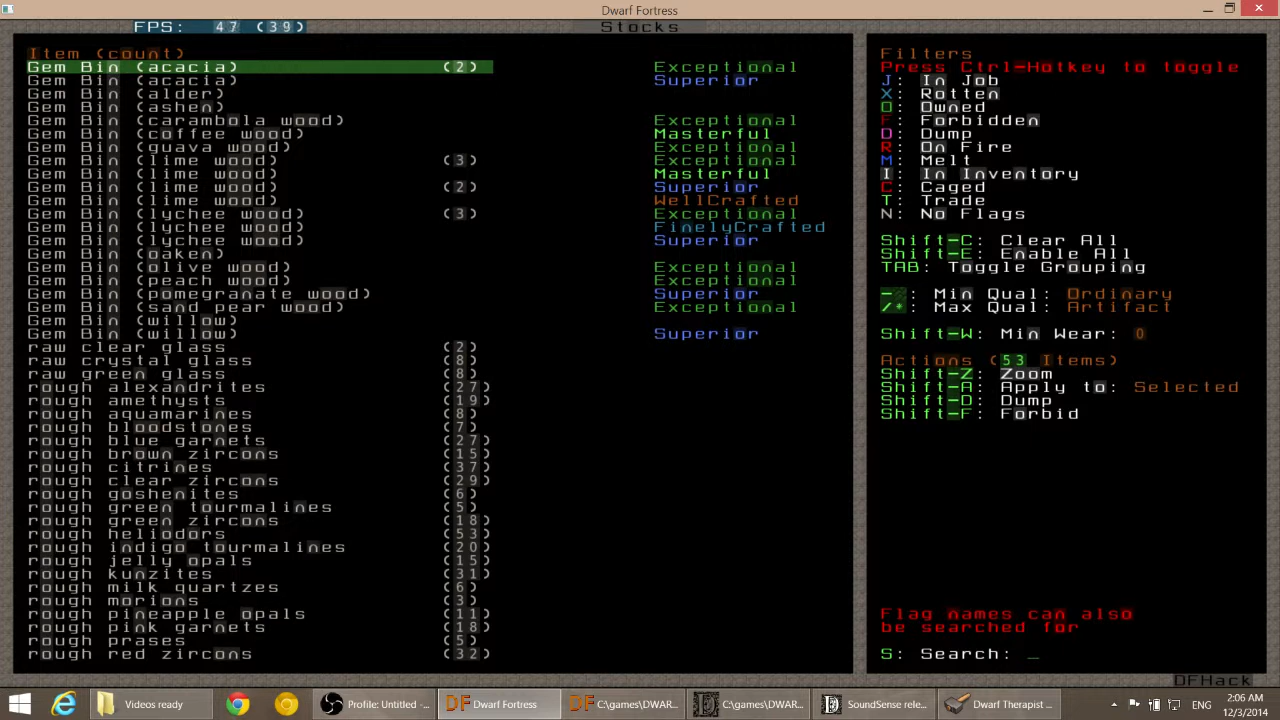 Dwarf Fortress
FPS: 47 (39)
Stocks
Item (count)
Gem Bin (acacia) (2) Exceptional
Gem Bin (acacia) Superior
Gem Bin (alder)
Gem Bin (ashen)
Gem Bin (carambola wood) Exceptional
Gem Bin (coffee wood) Masterful
Gem Bin (guava wood) Exceptional
Gem Bin (lime wood) (3) Exceptional
Gem Bin (lime wood) Masterful
Gem Bin (lime wood) (2) Superior
Gem Bin (lime wood) WellCrafted
Gem Bin (lychee wood) (3) Exceptional
Gem Bin (lychee wood) FinelyCrafted
Gem Bin (lychee wood) Superior
Gem Bin (oaken)
Gem Bin (olive wood) Exceptional
Gem Bin (peach wood) Exceptional
Gem Bin (pomegranate wood) Superior
Gem Bin (sand pear wood) Exceptional
Gem Bin (willow)
Gem Bin (willow) Superior
raw clear glass (2)
raw crystal glass (8)
raw green glass (8)
rough alexandrites (27)
rough amethysts (19)
rough aquamarines (8)
rough bloodstones (7)
rough blue garnets (27)
rough brown zircons (15)
rough citrines (37)
rough clear zircons (29)
rough goshenites (6)
rough green tourmalines (5)
rough green zircons (18)
rough heliodors (53)
rough indigo tourmalines (20)
rough jelly opals (15)
rough kunzites (31)
rough milk quartzes (6)
rough morions (3)
rough pineapple opals (11)
rough pink garnets (18)
rough prases (5)
rough red zircons (32)
Filters
Press Ctrl-Hotkey to toggle
J: In Job
X: Rotten
O: Owned
F: Forbidden
D: Dump
R: On Fire
M: Melt
I: In Inventory
C: Caged
T: Trade
N: No Flags
Shift-C: Clear All
Shift-E: Enable All
TAB: Toggle Grouping
-+: Min Qual: Ordinary
/*: Max Qual: Artifact
Shift-W: Min Wear: 0
Actions (53 Items)
Shift-Z: Zoom
Shift-A: Apply to: Selected
Shift-D: Dump
Shift-F: Forbid
Flag names can also
be searched for
S: Search: _
DFHack
Videos ready
Profile: Untitled -...
Dwarf Fortress
C:\games\DWAR...
C:\games\DWAR...
SoundSense rele...
Dwarf Therapist ...
ENG
2:06 AM
12/3/2014